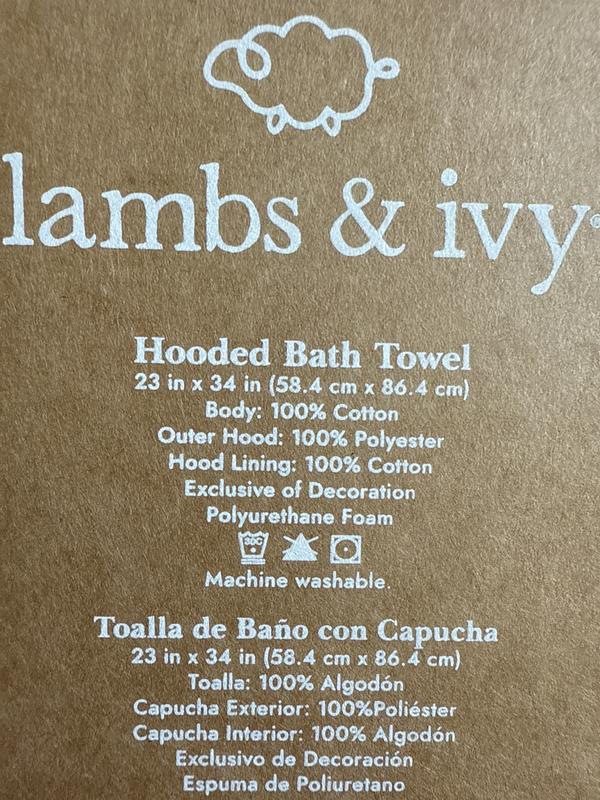 lambs & ivy®
Hooded Bath Towel
23 in x 34 in (58.4 cm x 86.4 cm)
Body: 100% Cotton
Outer Hood: 100% Polyester
Hood Lining: 100% Cotton
Exclusive of Decoration
Polyurethane Foam
30C
Machine washable.
Toalla de Baño con Capucha
23 in x 34 in (58.4 cm x 86.4 cm)
Toalla: 100% Algodón
Capucha Exterior: 100%Poliéster
Capucha Interior: 100% Algodón
Exclusivo de Decoración
Espuma de Poliuretano